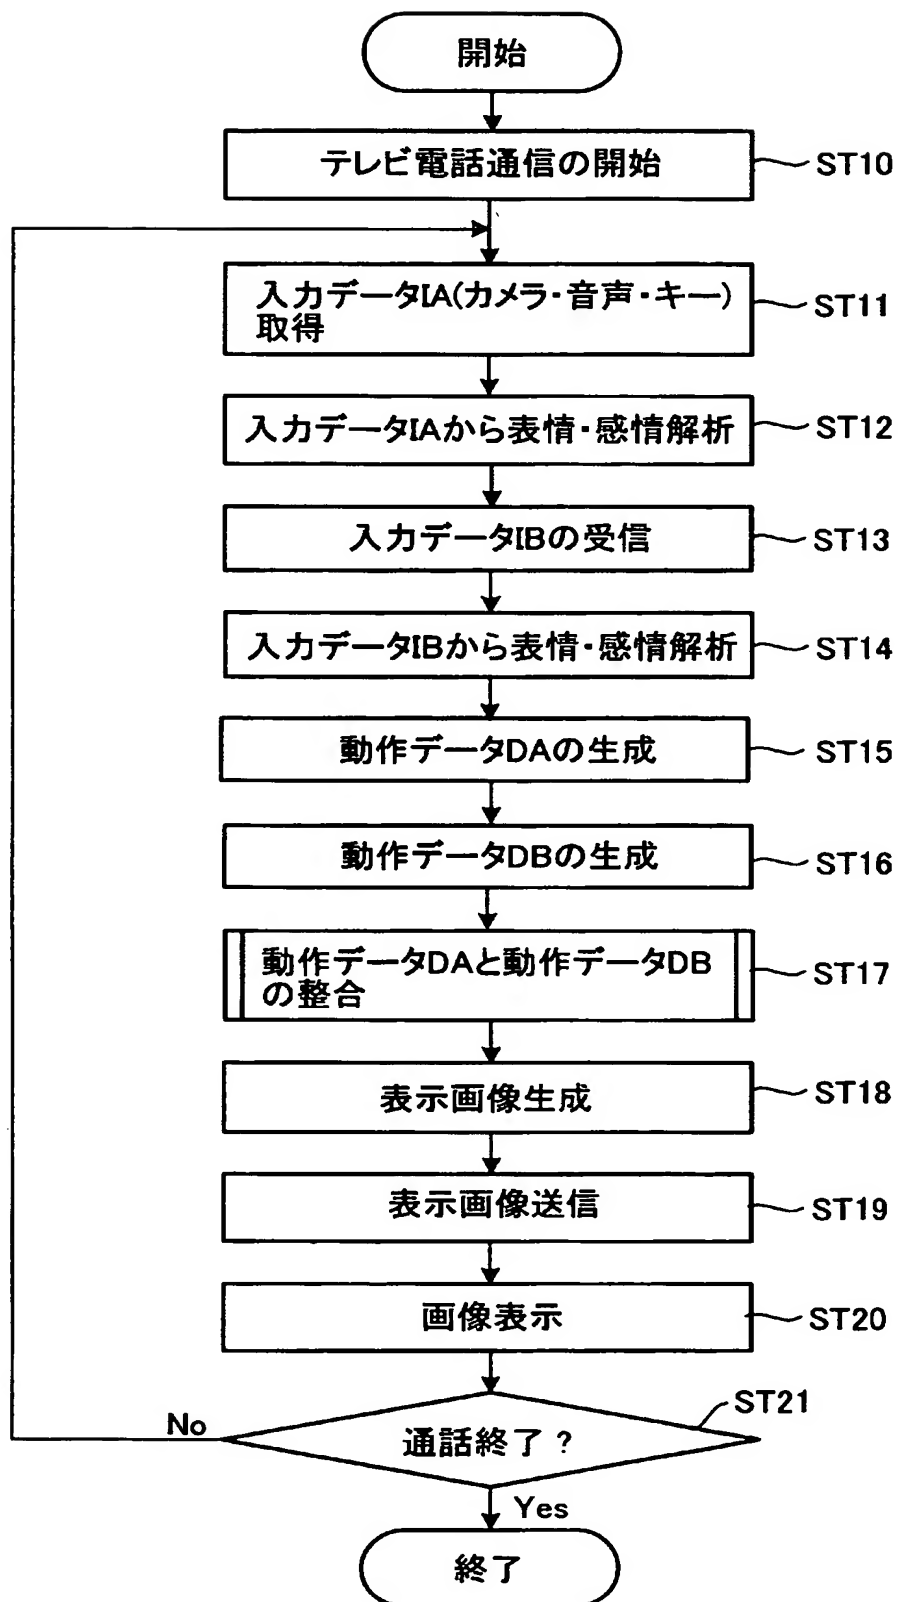 開始
テレビ電話通信の開始
ST10
入力データIA(カメラ・音声・キー)
取得
ST11
入力データIAから表情・感情解析
ST12
入力データIBの受信
ST13
入力データIBから表情・感情解析
ST14
動作データDAの生成
ST15
動作データDBの生成
ST16
動作データDAと動作データDB
の整合
ST17
表示画像生成
ST18
表示画像送信
ST19
画像表示
ST20
ST21
No
通話終了?
Yes
終了